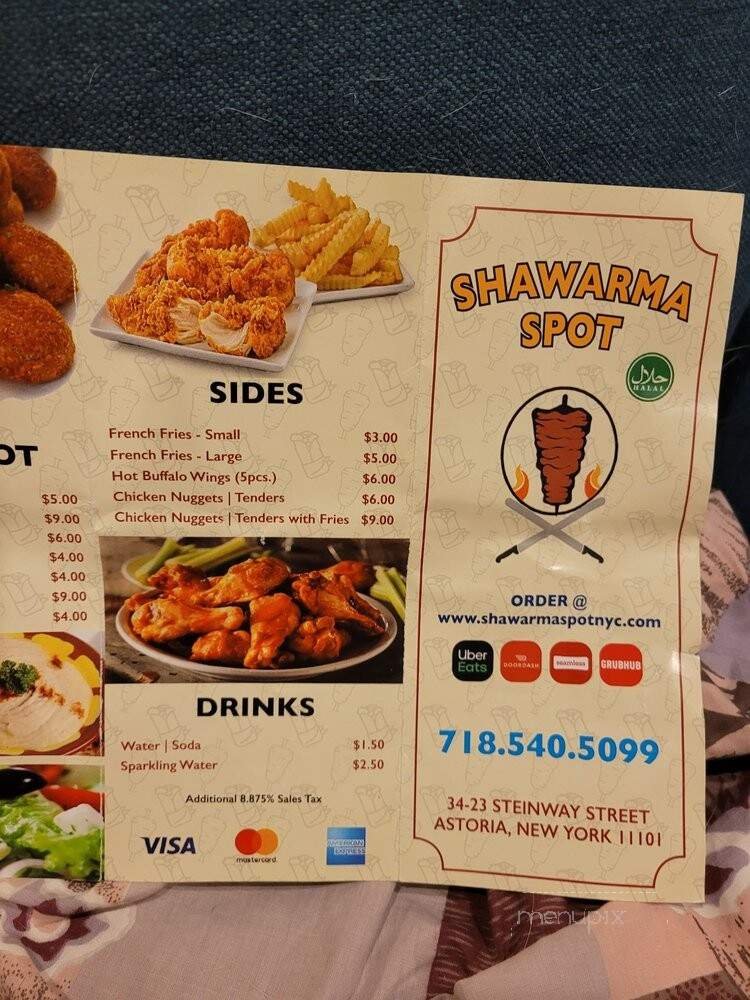 OT
$5.00
$9.00
$6.00
$4.00
$4.00
$9.00
$4.00
SIDES
French Fries - Small $3.00
French Fries - Large $5.00
Hot Buffalo Wings (5pcs.) $6.00
Chicken Nuggets | Tenders $6.00
Chicken Nuggets | Tenders with Fries $9.00
DRINKS
Water | Soda $1.50
Sparkling Water $2.50
Additional 8.875% Sales Tax
VISA
mastercard
AMERICAN
EXPRESS
SHAWARMA
SPOT
حلال
HALAL
ORDER @
www.shawarmaspotnyc.com
Uber
Eats
DOORDASH
seamless
GRUBHUB
718.540.5099
34-23 STEINWAY STREET
ASTORIA, NEW YORK 11101
menupix